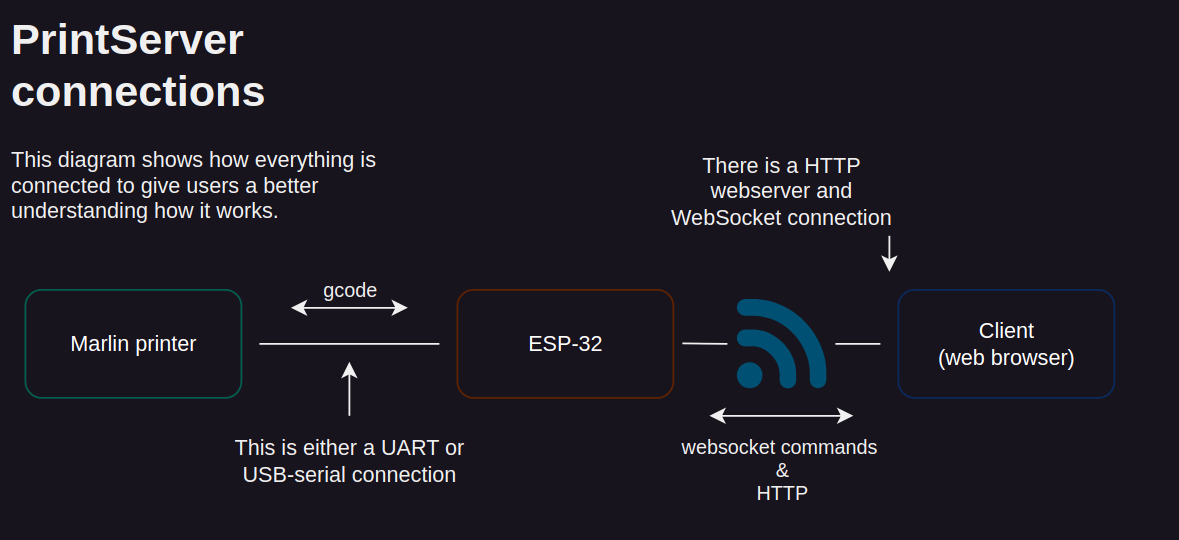 PrintServer
connections
This diagram shows how everything is
connected to give users a better
understanding how it works.
There is a HTTP
webserver and
WebSocket connection
gcode
Marlin printer
ESP-32
Client
(web browser)
This is either a UART or
USB-serial connection
websocket commands
&
HTTP